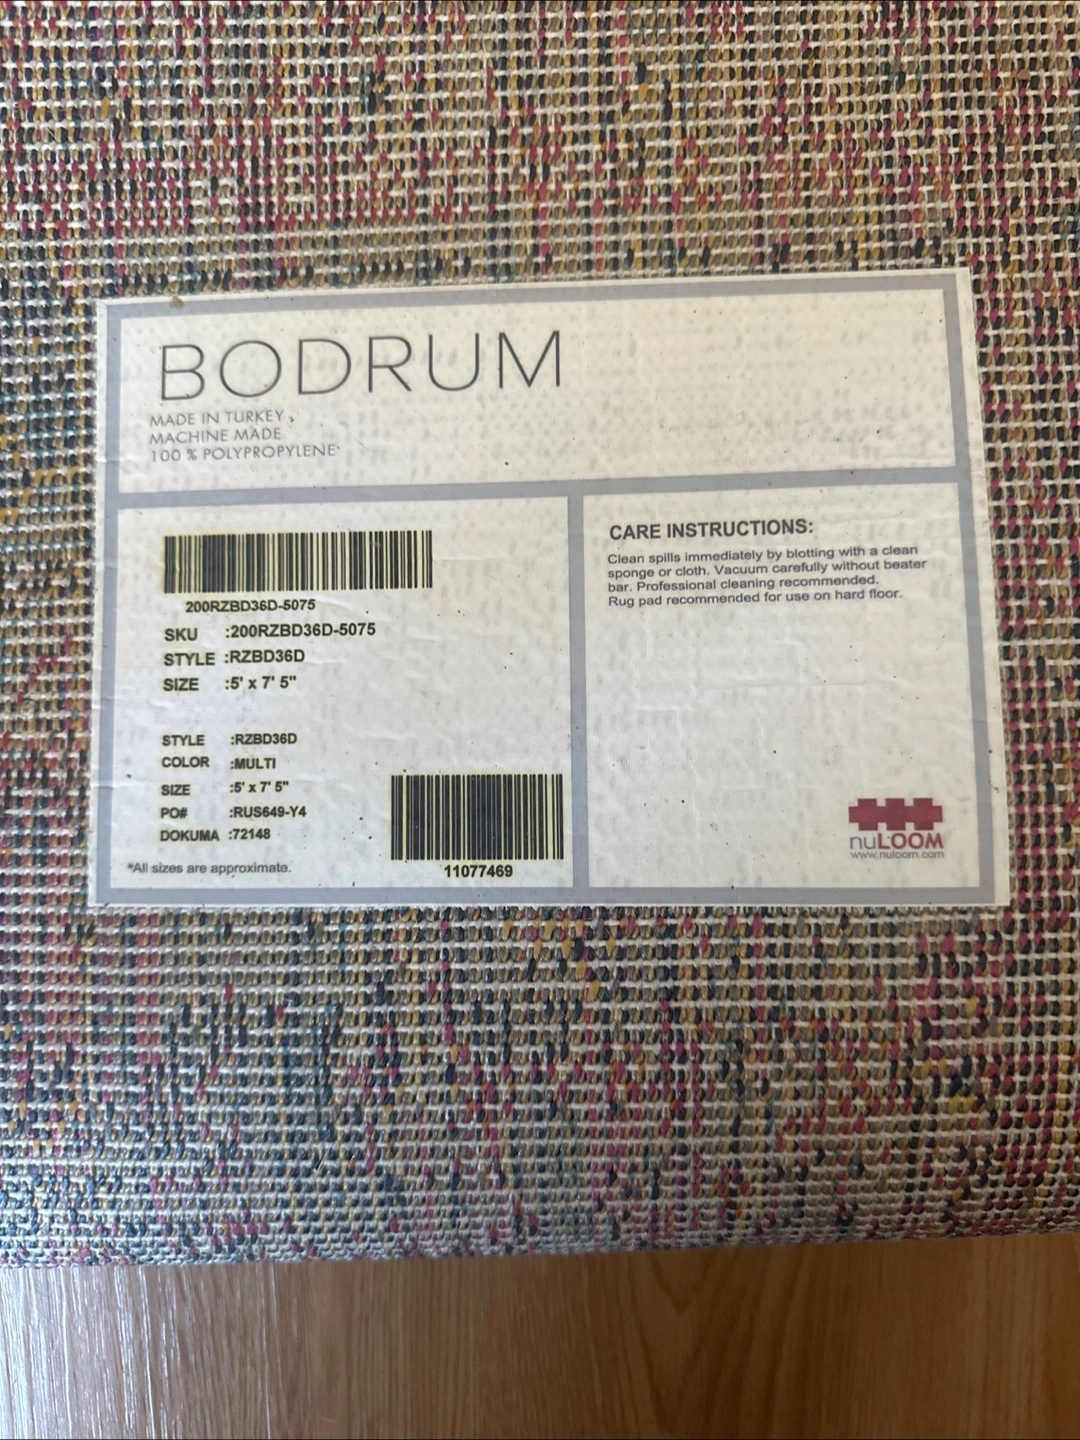 BODRUM
MADE IN TURKEY
MACHINE MADE
100 % POLYPROPYLENE
200RZBD36D-5075
SKU :200RZBD36D-5075
STYLE :RZBD36D
SIZE :5' x 7' 5"
STYLE :RZBD36D
COLOR :MULTI
SIZE :5' x 7' 5"
PO# :RUS649-Y4
DOKUMA :72148
*All sizes are approximate.
11077469
CARE INSTRUCTIONS:
Clean spills immediately by blotting with a clean
sponge or cloth. Vacuum carefully without beater
bar. Professional cleaning recommended.
Rug pad recommended for use on hard floor.
nuLOOM
www.nuloom.com